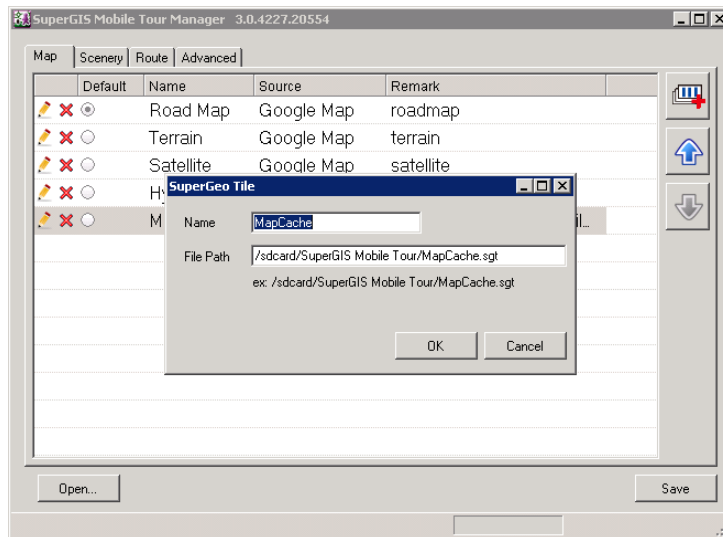 SuperGIS Mobile Tour Manager 3.0.4227.20554
Map Scenery Route Advanced
Default Name Source Remark
Road Map Google Map roadmap
Terrain Google Map terrain
Satellite Google Map satellite
SuperGeo Tile
Name MapCache
File Path /sdcard/SuperGIS Mobile Tour/MapCache.sgt
ex: /sdcard/SuperGIS Mobile Tour/MapCache.sgt
OK Cancel
Open... Save